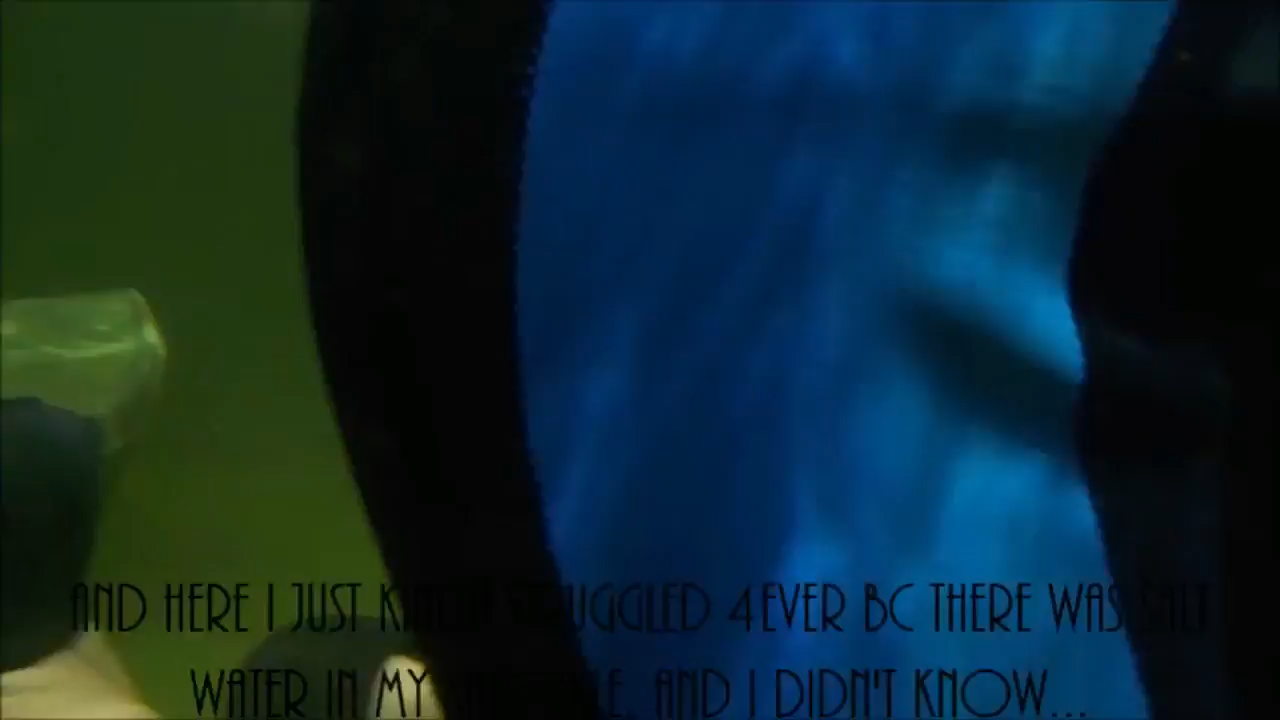 AND HERE I JUST KINDA STRUGGLED 4EVER BC THERE WAS SALT
WATER IN MY AND I DIDN'T KNOW...